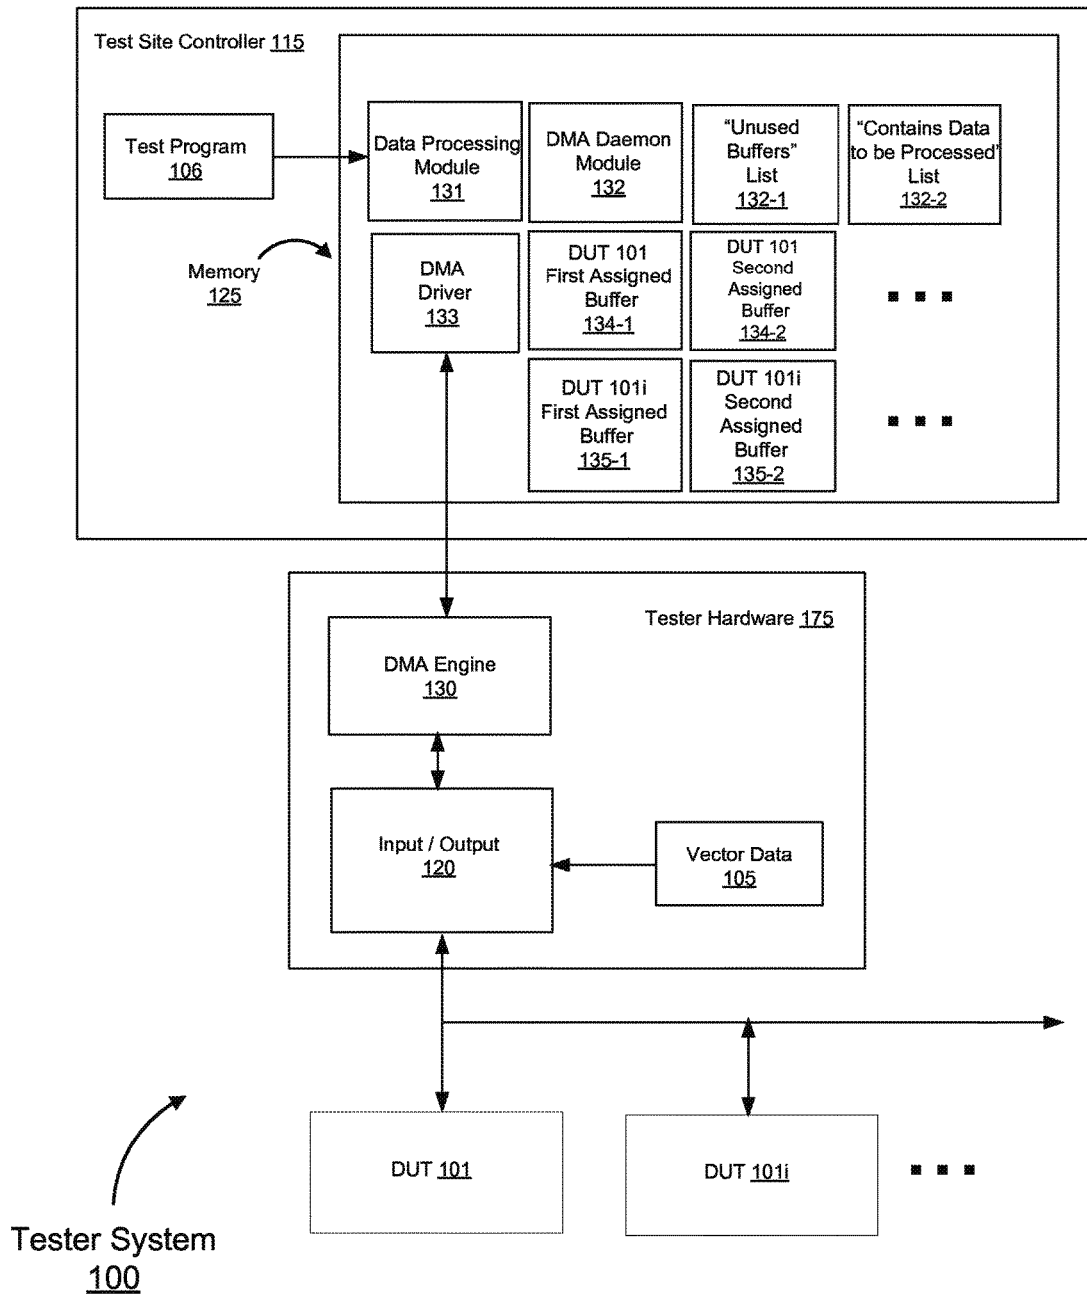 Test Site Controller 115
Test Program
106
Data Processing
Module
131
DMA Daemon
Module
132
“Unused
Buffers”
List
132-1
“Contains Data
to be Processed’
List
132-2
Memory
125
DMA
Driver
133
DUT 101
First Assigned
Buffer
134-1
DUT 101
Second
Assigned
Buffer
134-2
DUT 101i
First Assigned
Buffer
135-1
DUT 101i
Second
Assigned
Buffer
135-2
Tester Hardware 175
DMA Engine
130
Input / Output
120
Vector Data
105
DUT 101
DUT 101i
Tester System
100